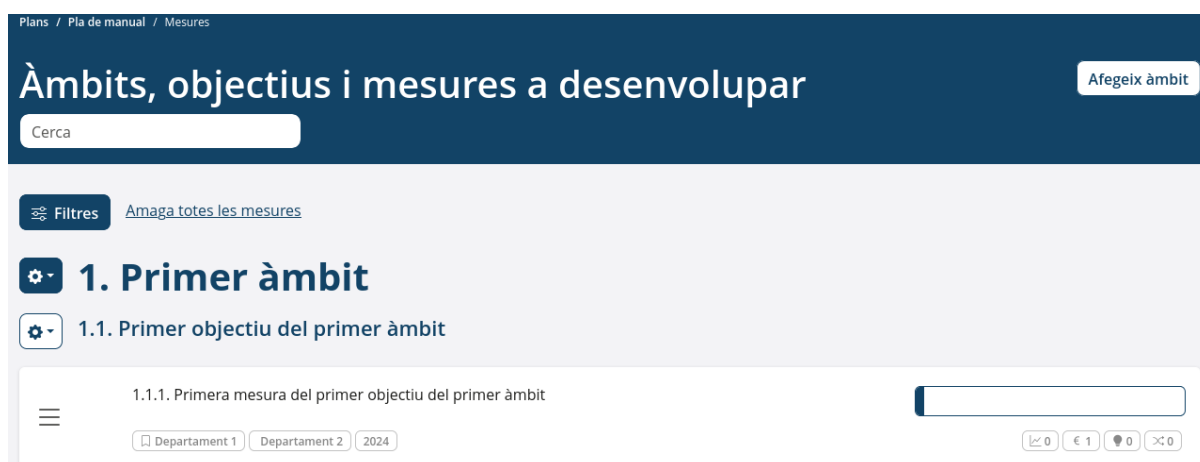 Plans / Pla de manual / Mesures
Àmbits, objectius i mesures a desenvolupar
Afegeix àmbit
Cerca
Filtres
Amaga totes les mesures
1. Primer àmbit
1.1. Primer objectiu del primer àmbit
1.1.1. Primera mesura del primer objectiu del primer àmbit
Departament 1 Departament 2 2024
0 € 1 0 0